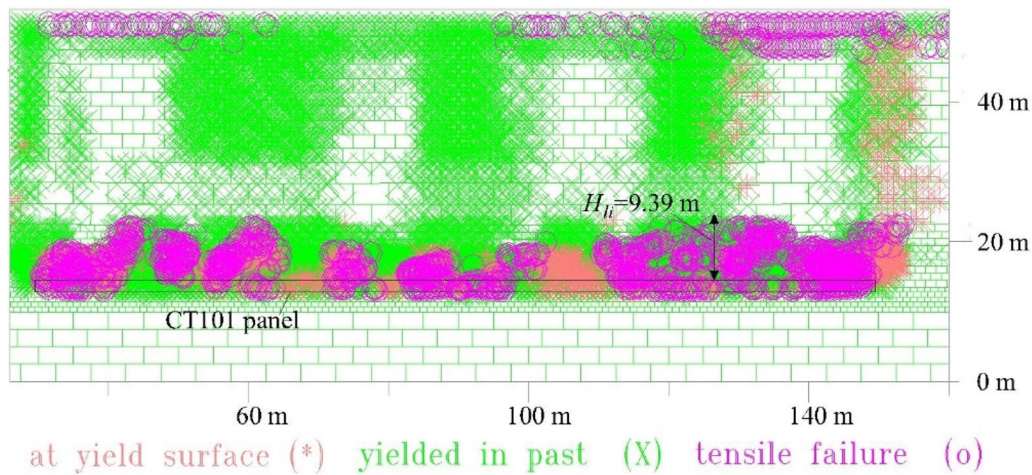 40 m
H_li=9.39 m
20 m
CT101 panel
0 m
60 m 100 m 140 m
at yield surface (*) yielded in past (X) tensile failure (o)